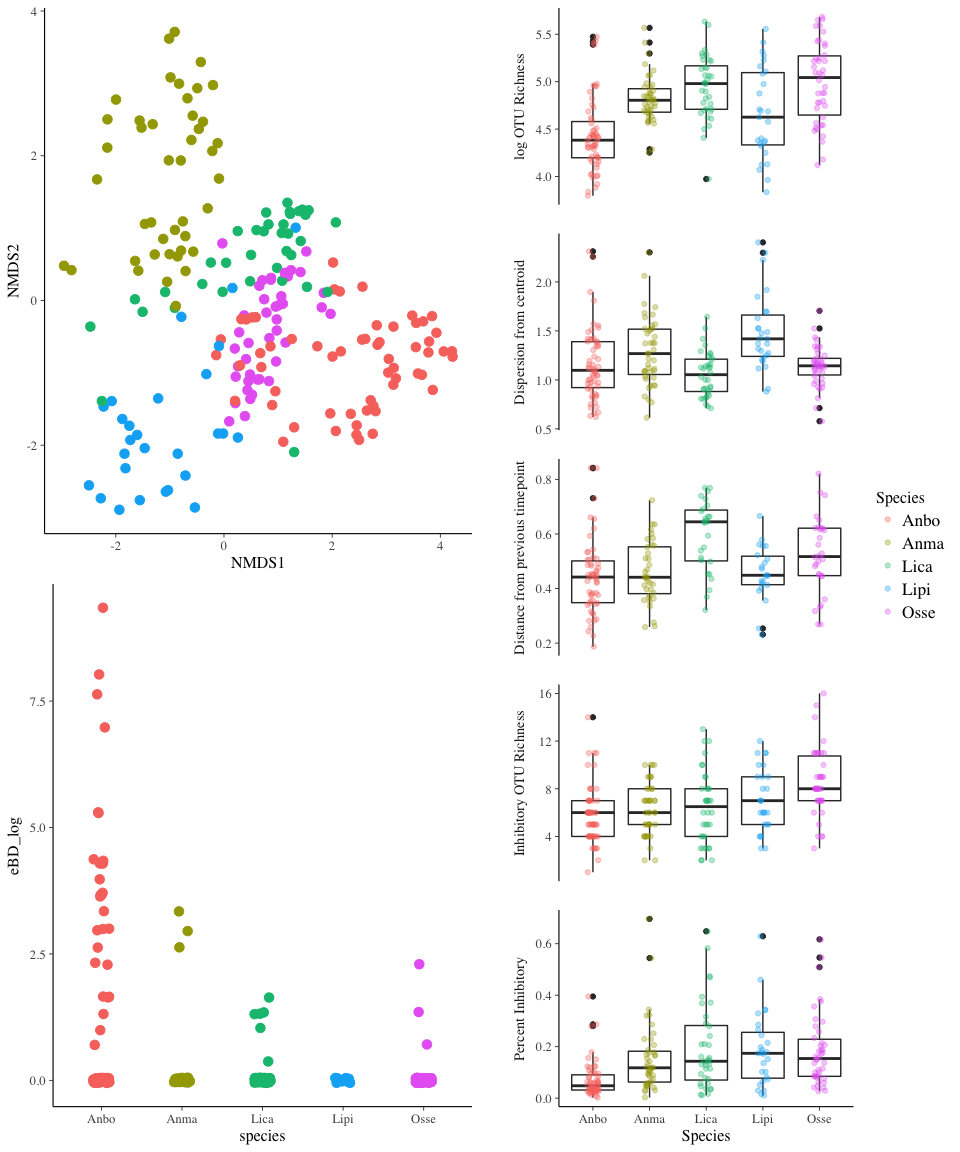 4
2
0
-2
NMDS2
-2
0
2
4
NMDS1
7.5
5.0
2.5
0.0
eBD_log
Anbo
Anma
Lica
Lipi
Osse
species
5.5
5.0
4.5
4.0
log OTU Richness
2.0
1.5
1.0
0.5
Dispersion from centroid
0.8
0.6
0.4
0.2
Distance from previous timepoint
16
12
8
4
Inhibitory OTU Richness
0.6
0.4
0.2
0.0
Percent Inhibitory
Anbo
Anma
Lica
Lipi
Osse
Species
Species
Anbo
Anma
Lica
Lipi
Osse